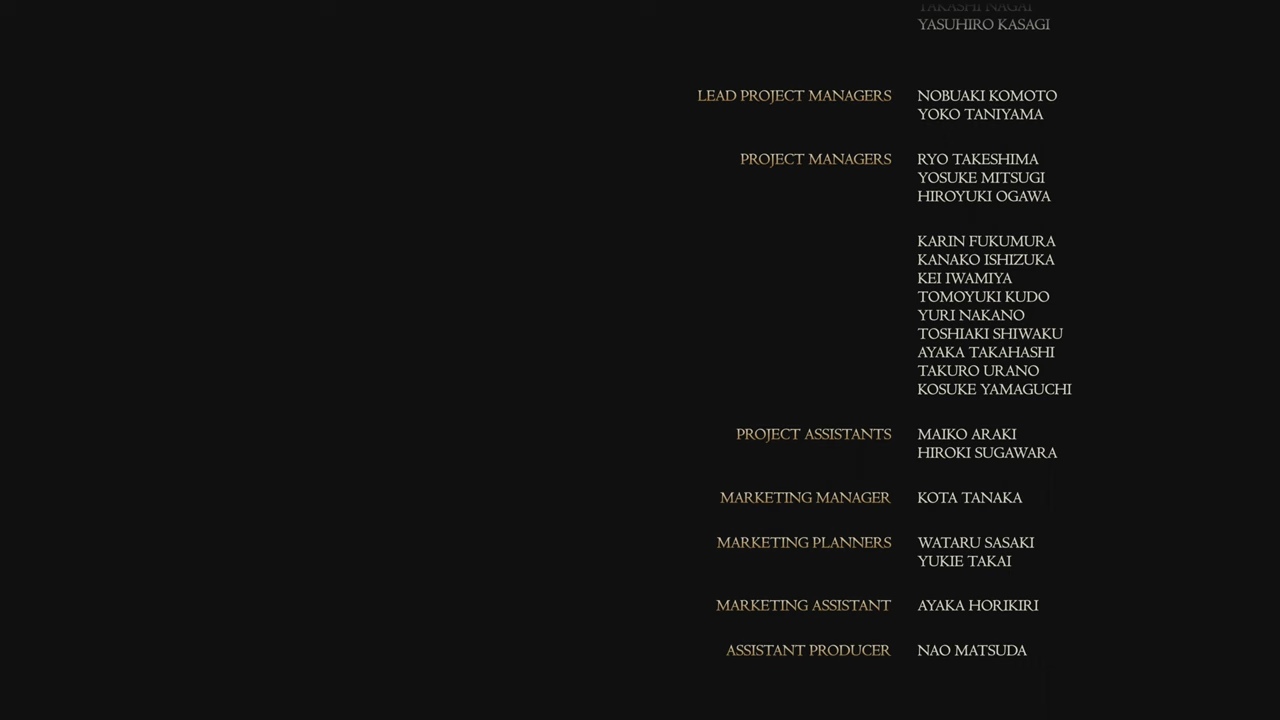 TAKASHI NAGAI
YASUHIRO KASAGI
LEAD PROJECT MANAGERS NOBUAKI KOMOTO
YOKO TANIYAMA
PROJECT MANAGERS RYO TAKESHIMA
YOSUKE MITSUGI
HIROYUKI OGAWA
KARIN FUKUMURA
KANAKO ISHIZUKA
KEI IWAMIYA
TOMOYUKI KUDO
YURI NAKANO
TOSHIAKI SHIWAKU
AYAKA TAKAHASHI
TAKURO URANO
KOSUKE YAMAGUCHI
PROJECT ASSISTANTS MAIKO ARAKI
HIROKI SUGAWARA
MARKETING MANAGER KOTA TANAKA
MARKETING PLANNERS WATARU SASAKI
YUKIE TAKAI
MARKETING ASSISTANT AYAKA HORIKIRI
ASSISTANT PRODUCER NAO MATSUDA